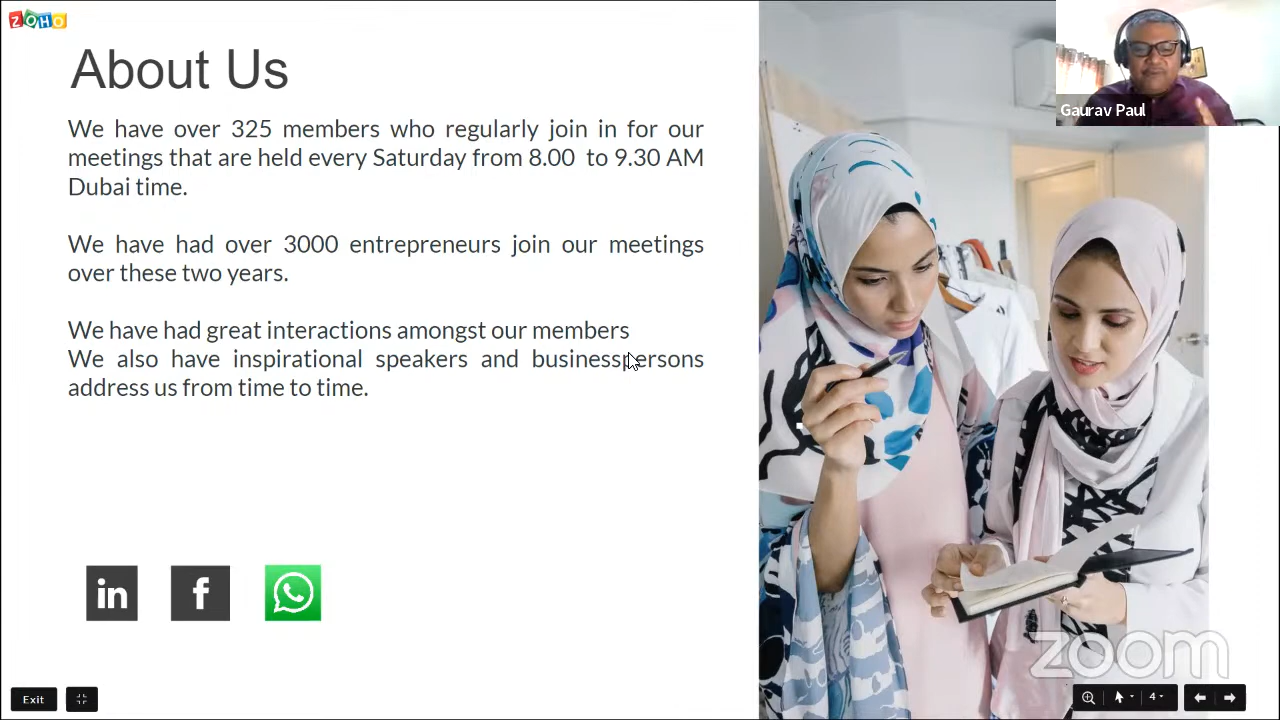 ZOHO
About Us
We have over 325 members who regularly join in for our
meetings that are held every Saturday from 8.00 to 9.30 AM
Dubai time.
We have had over 3000 entrepreneurs join our meetings
over these two years.
We have had great interactions amongst our members
We also have inspirational speakers and businesspersons
address us from time to time.
in f
Gaurav Paul
zoom
Exit
4